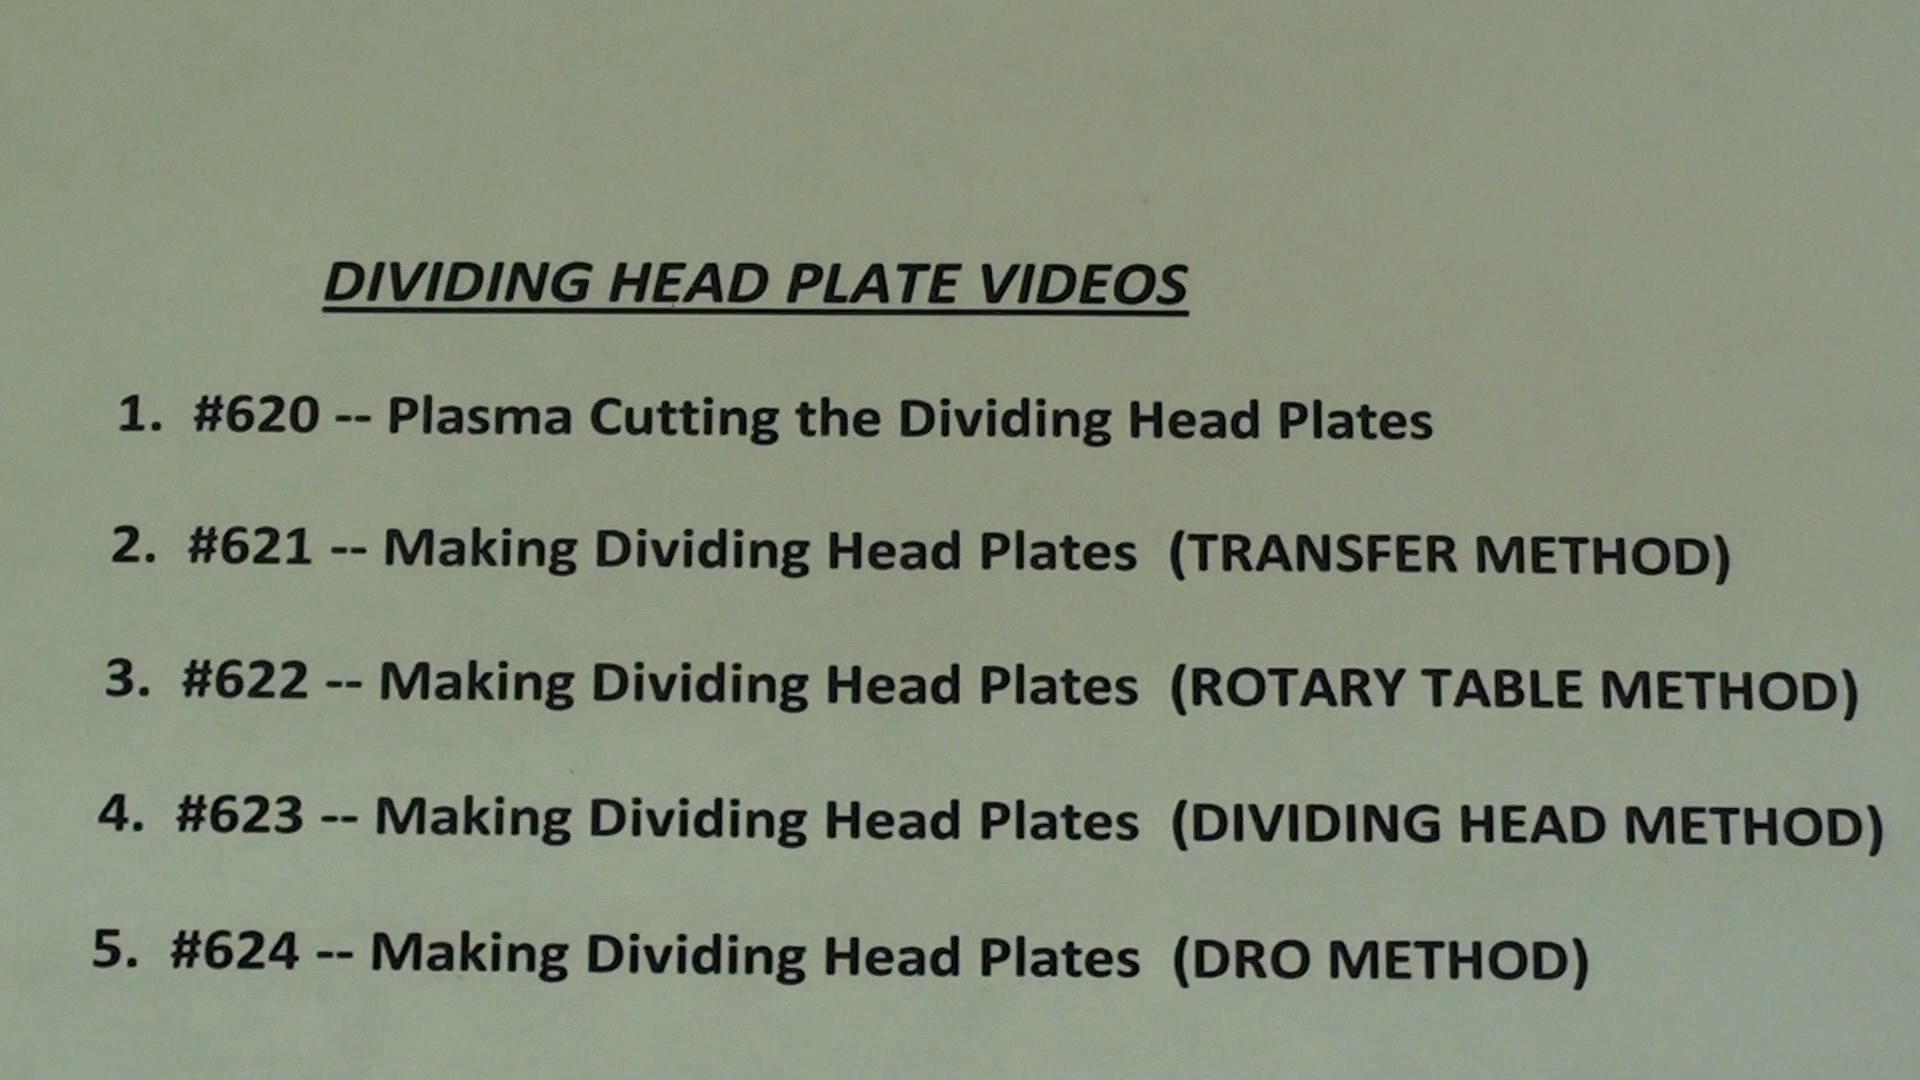 DIVIDING HEAD PLATE VIDEOS
1. #620 -- Plasma Cutting the Dividing Head Plates
2. #621 -- Making Dividing Head Plates (TRANSFER METHOD)
3. #622 -- Making Dividing Head Plates (ROTARY TABLE METHOD)
4. #623 -- Making Dividing Head Plates (DIVIDING HEAD METHOD)
5. #624 -- Making Dividing Head Plates (DRO METHOD)